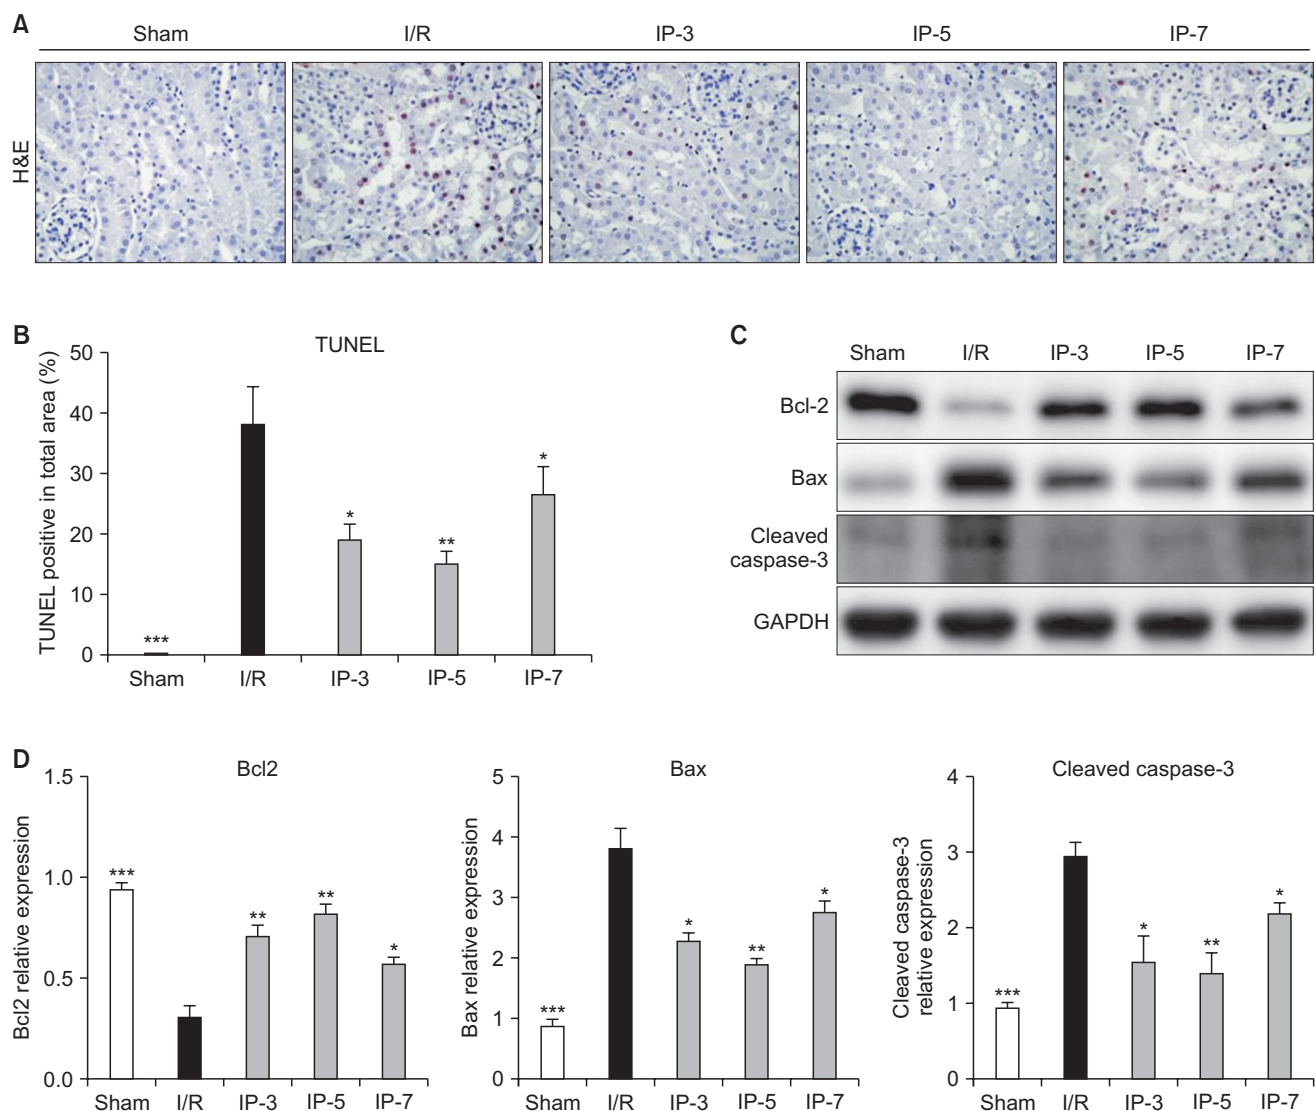 A
Sham I/R IP-3 IP-5 IP-7
H&E
B
TUNEL
TUNEL positive in total area (%)
50
40
30
20
10
0
***
*
**
*
Sham I/R IP-3 IP-5 IP-7
C
Sham I/R IP-3 IP-5 IP-7
Bcl-2
Bax
Cleaved
caspase-3
GAPDH
D
Bcl2
Bcl2 relative expression
1.5
1.0
0.5
0.0
***
**
**
*
Sham I/R IP-3 IP-5 IP-7
Bax
Bax relative expression
5
4
3
2
1
0
***
*
**
*
Sham I/R IP-3 IP-5 IP-7
Cleaved caspase-3
Cleaved caspase-3
relative expression
4
3
2
1
0
***
*
**
*
Sham I/R IP-3 IP-5 IP-7